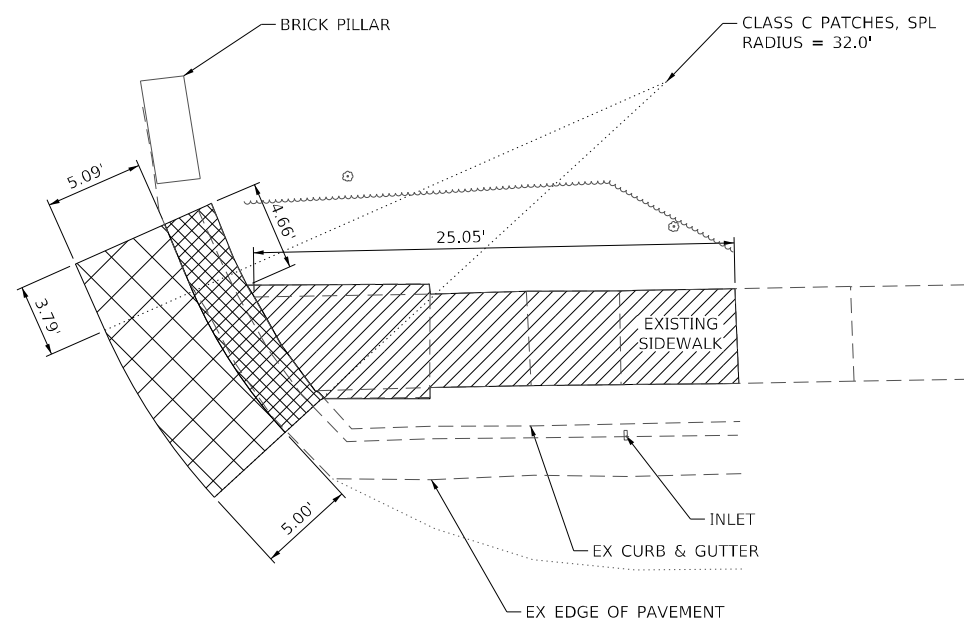 BRICK PILLAR
CLASS C PATCHES, SPL
RADIUS = 32.0'
5.09'
4.66'
25.05'
3.79'
EXISTING
SIDEWALK
5.00'
INLET
EX CURB & GUTTER
EX EDGE OF PAVEMENT